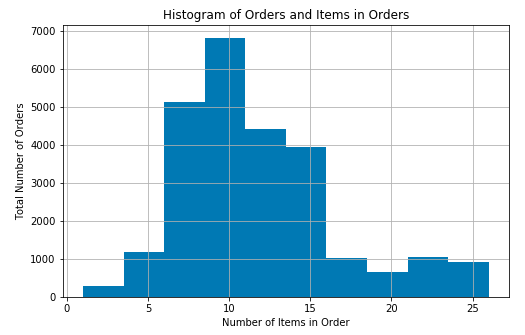 Histogram of Orders and Items in Orders
7000
6000
5000
4000
3000
2000
1000
0
Total Number of Orders
0 5 10 15 20 25
Number of Items in Order